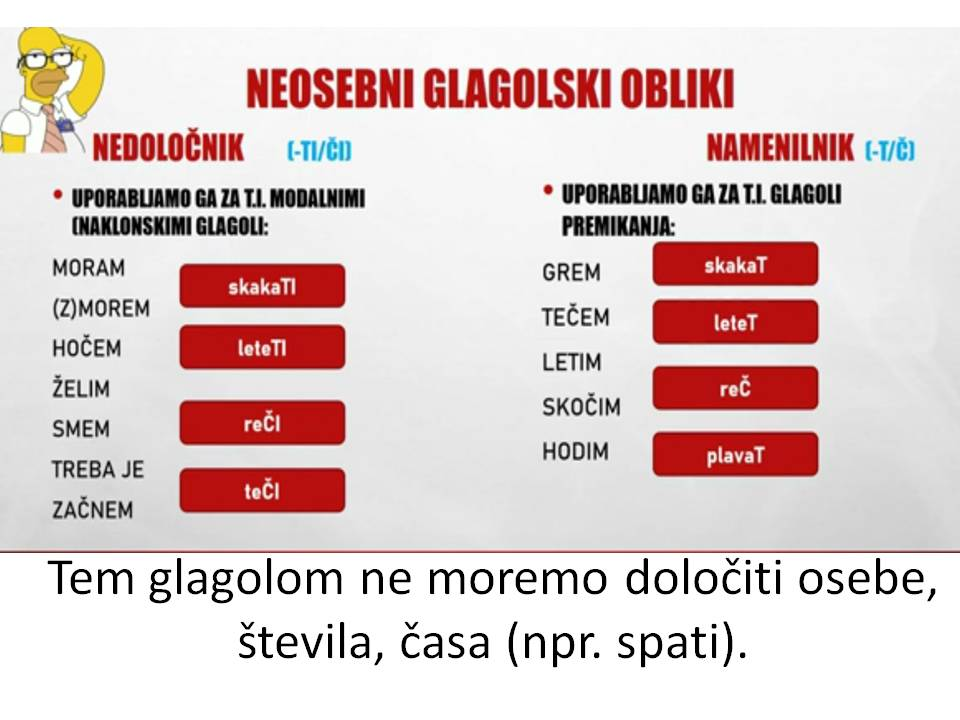 NEOSEBNI GLAGOLSKI OBLIKI
NEDOLOČNIK (-TI/ČI)
• UPORABLJAMO GA ZA T.I. MODALNIMI
(NAKLONSKIMI GLAGOLI:
MORAM
(Z)MOREM
HOČEM
ŽELIM
SMEM
TREBA JE
ZAČNEM
skakaTI
leteTI
reČI
teČI
NAMENILNIK (-T/Č)
• UPORABLJAMO GA ZA T.I. GLAGOLI
PREMIKANJA:
GREM
TEČEM
LETIM
SKOČIM
HODIM
skakaT
leteT
reČ
plavaT
Tem glagolom ne moremo določiti osebe,
števila, časa (npr. spati).